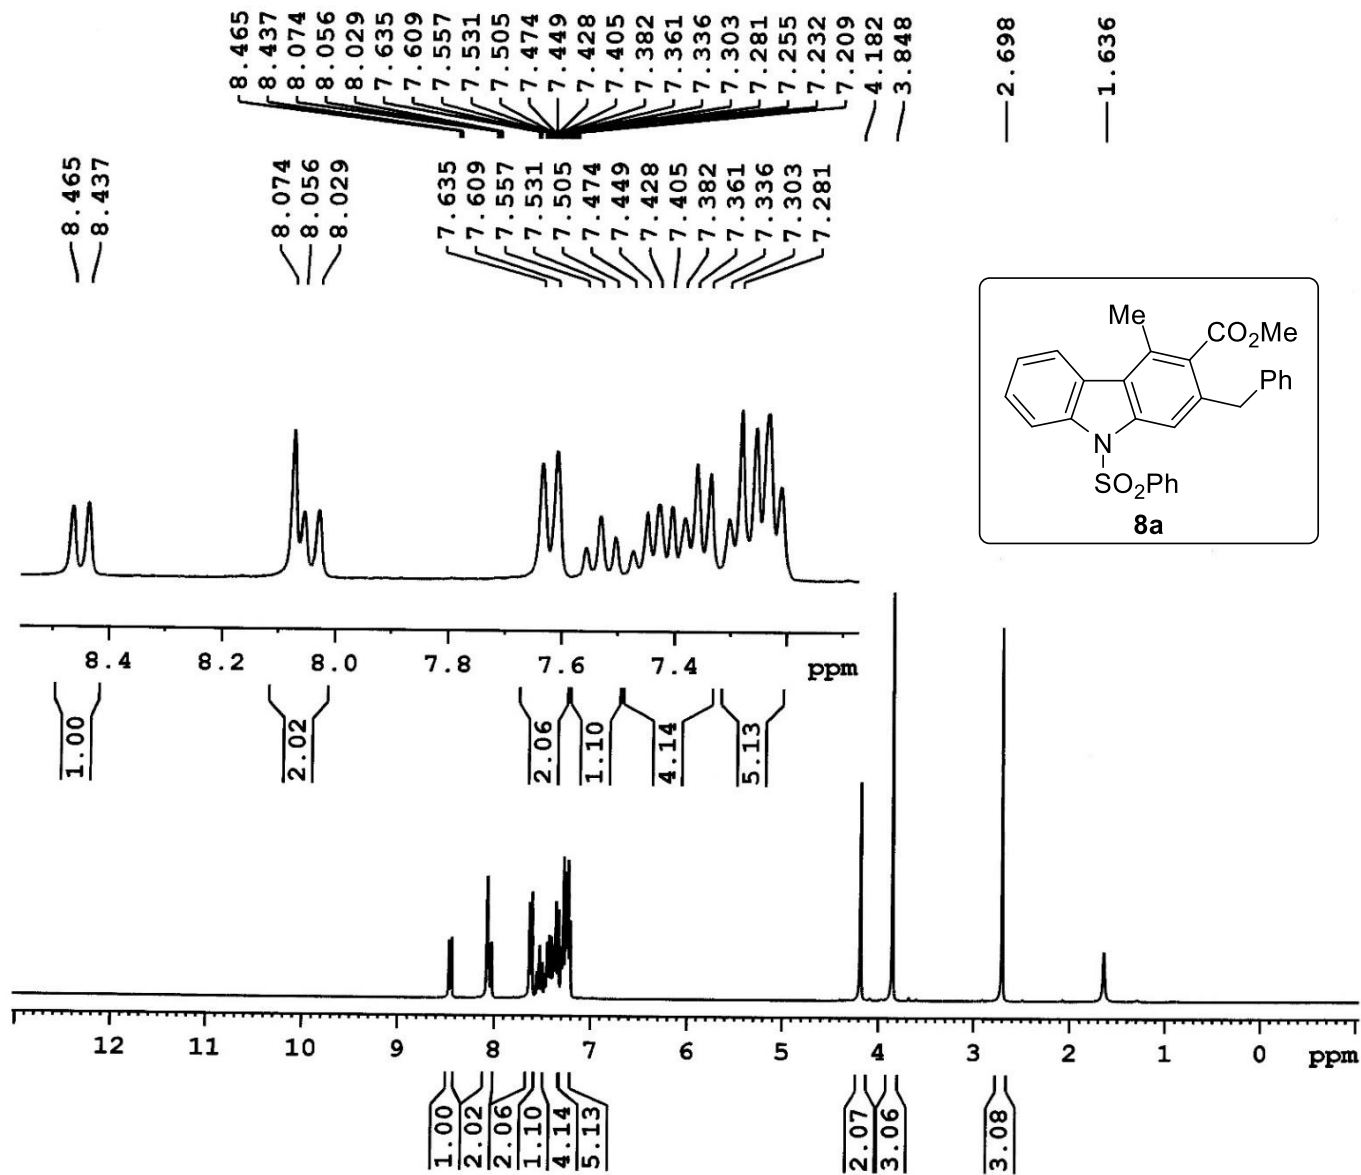 8.465 8.437 8.074 8.056 8.029 7.635 7.609 7.557 7.531 7.505 7.474 7.449 7.428 7.405 7.382 7.361 7.336 7.303 7.281 7.255 7.232 7.209 4.182 3.848 2.698 1.636
8.465 8.437 8.074 8.056 8.029 7.635 7.609 7.557 7.531 7.505 7.474 7.449 7.428 7.405 7.382 7.361 7.336 7.303 7.281
Me
CO2Me
Ph
N
SO2Ph
8a
8.4 8.2 8.0 7.8 7.6 7.4 ppm
1.00 2.02 2.06 1.10 4.14 5.13
12 11 10 9 8 7 6 5 4 3 2 1 0 ppm
1.00 2.02 2.06 1.10 4.14 5.13 2.07 3.06 3.08